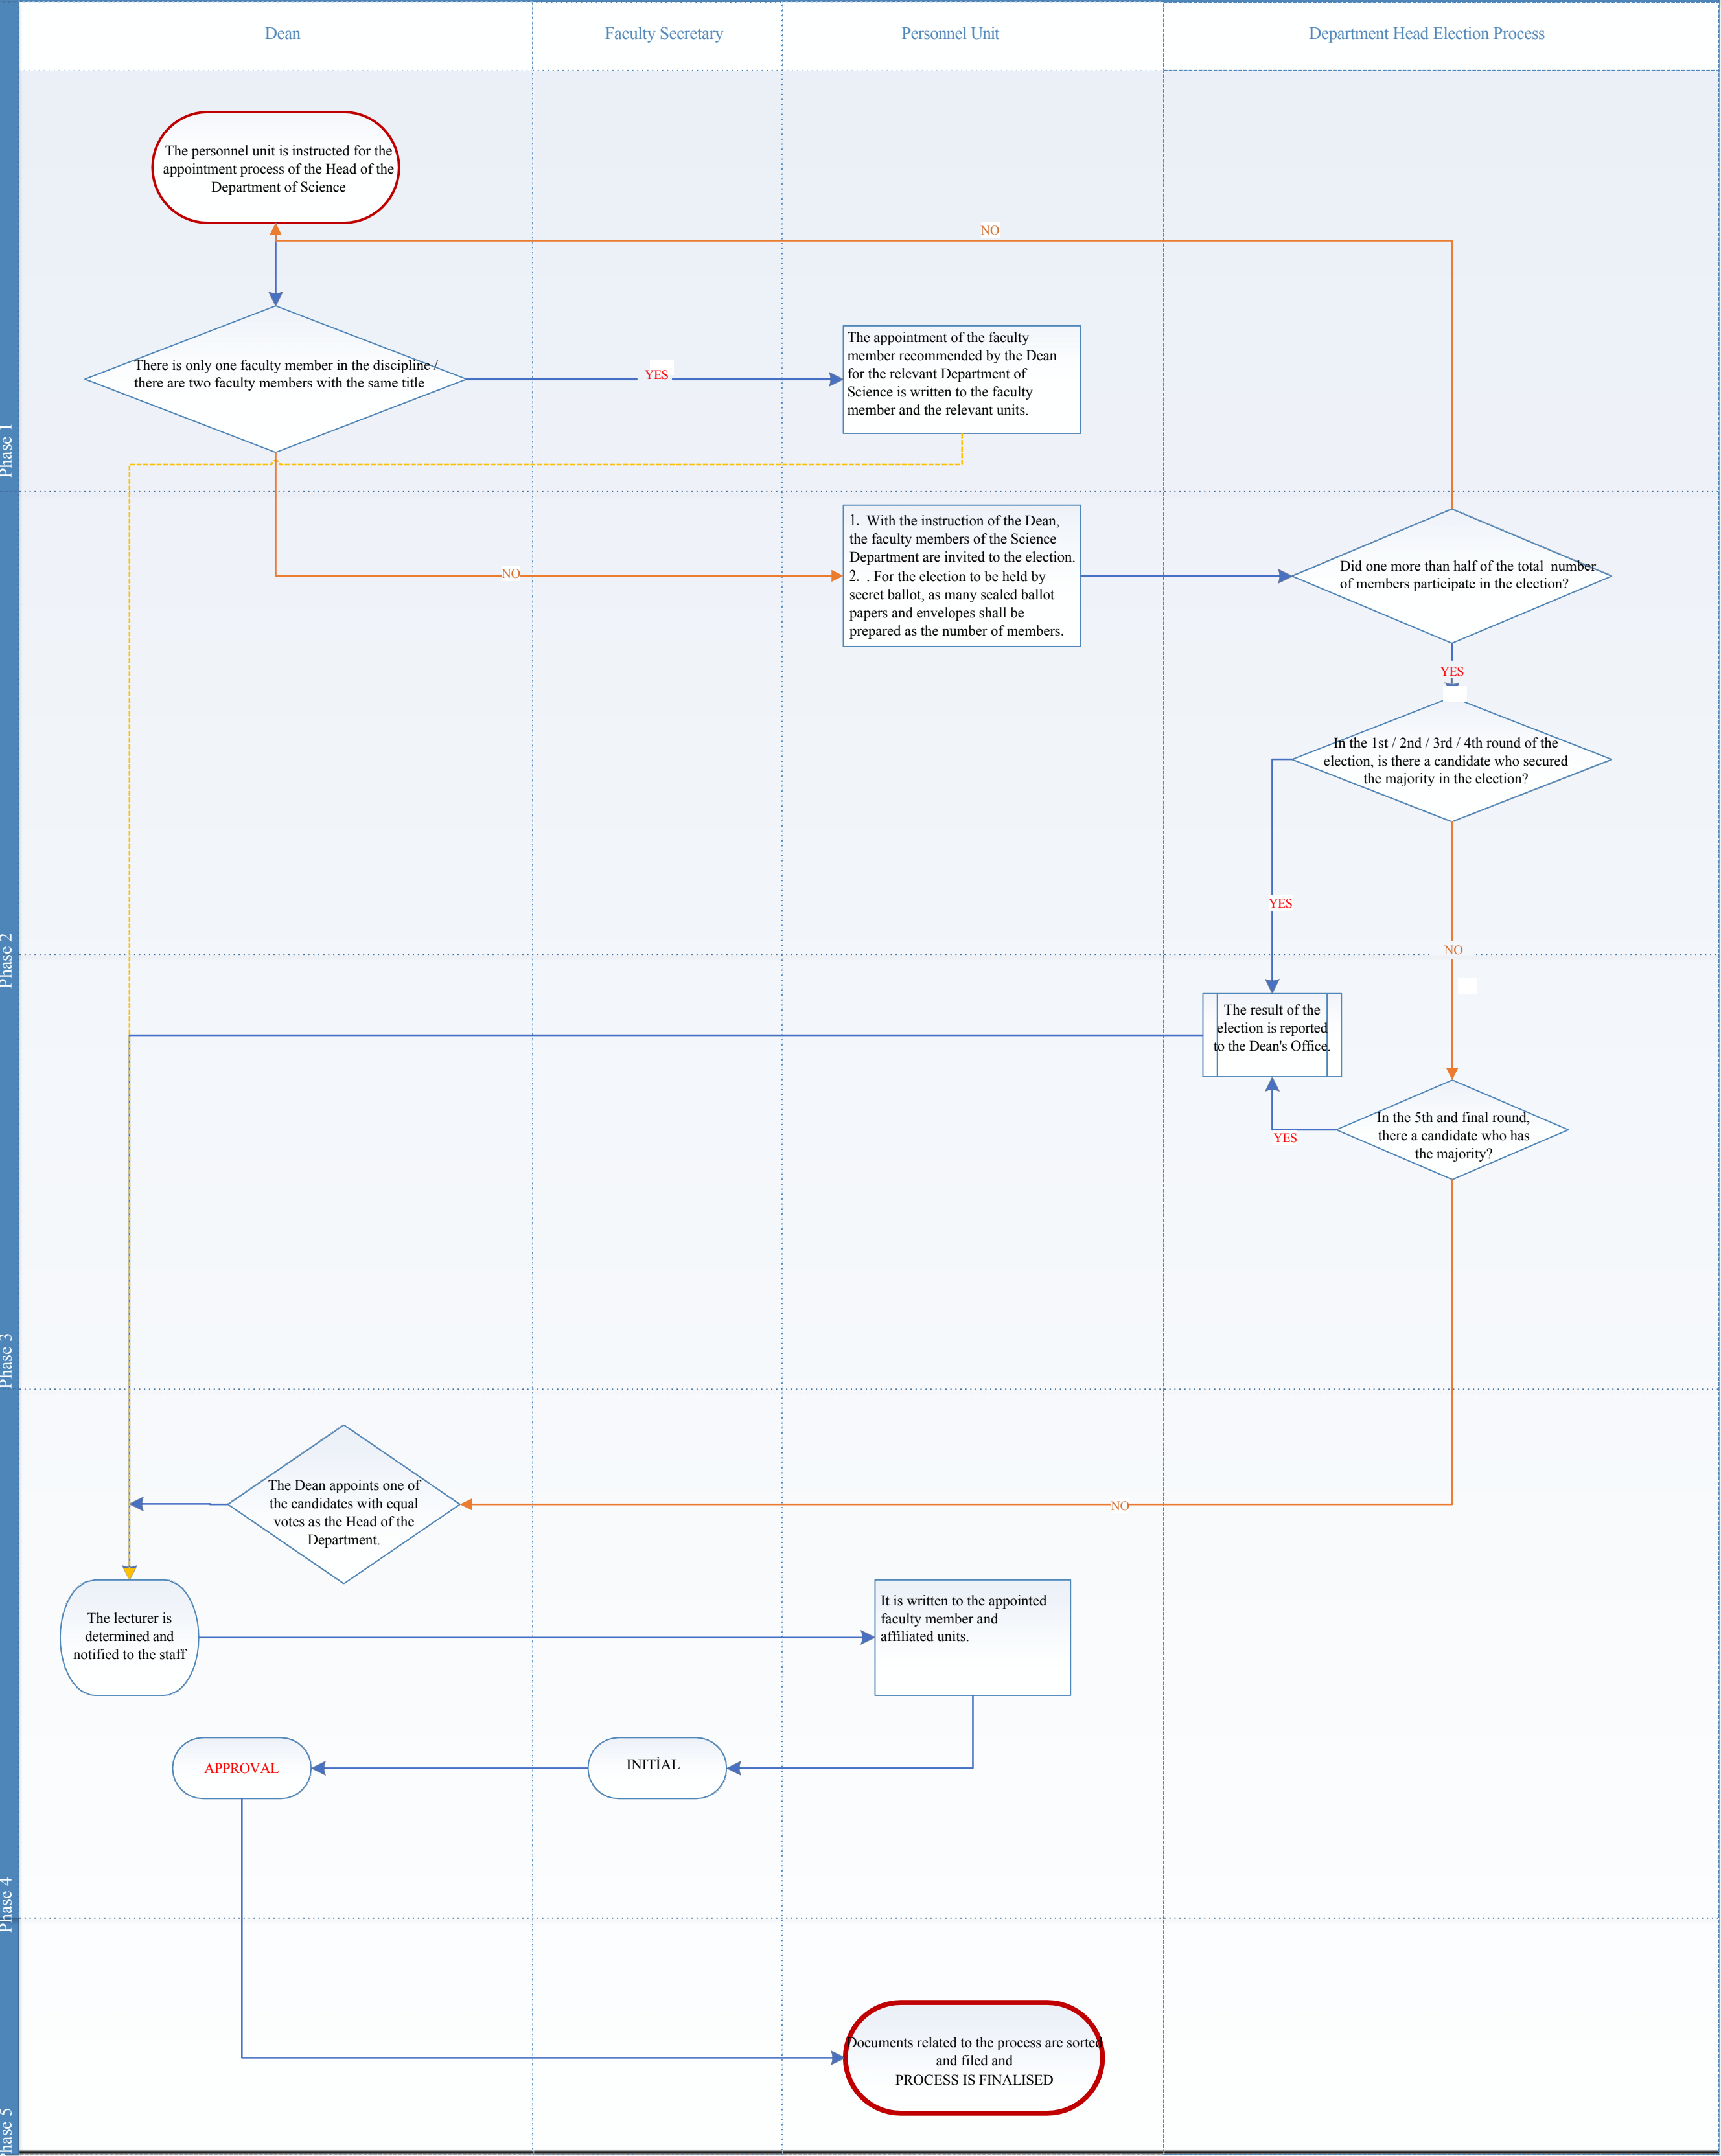 Dean
Faculty Secretary
Personnel Unit
Department Head Election Process
The personnel unit is instructed for the
appointment process of the Head of the
Department of Science
NO
There is only one faculty member in the discipline /
there are two faculty members with the same title
YES
The appointment of the faculty
member recommended by the Dean
for the relevant Department of
Science is written to the faculty
member and the relevant units.
Phase 1
1. With the instruction of the Dean,
the faculty members of the Science
Department are invited to the election.
2. . For the election to be held by
secret ballot, as many sealed ballot
papers and envelopes shall be
prepared as the number of members.
NO
Did one more than half of the total number
of members participate in the election?
YES
In the 1st / 2nd / 3rd / 4th round of the
election, is there a candidate who secured
the majority in the election?
YES
NO
Phase 2
The result of the
election is reported
to the Dean's Office.
In the 5th and final round,
there a candidate who has
the majority?
YES
Phase 3
The Dean appoints one of
the candidates with equal
votes as the Head of the
Department.
NO
The lecturer is
determined and
notified to the staff
It is written to the appointed
faculty member and
affiliated units.
APPROVAL
INITİAL
Phase 4
Documents related to the process are sorted
and filed and
PROCESS IS FINALISED
Phase 5